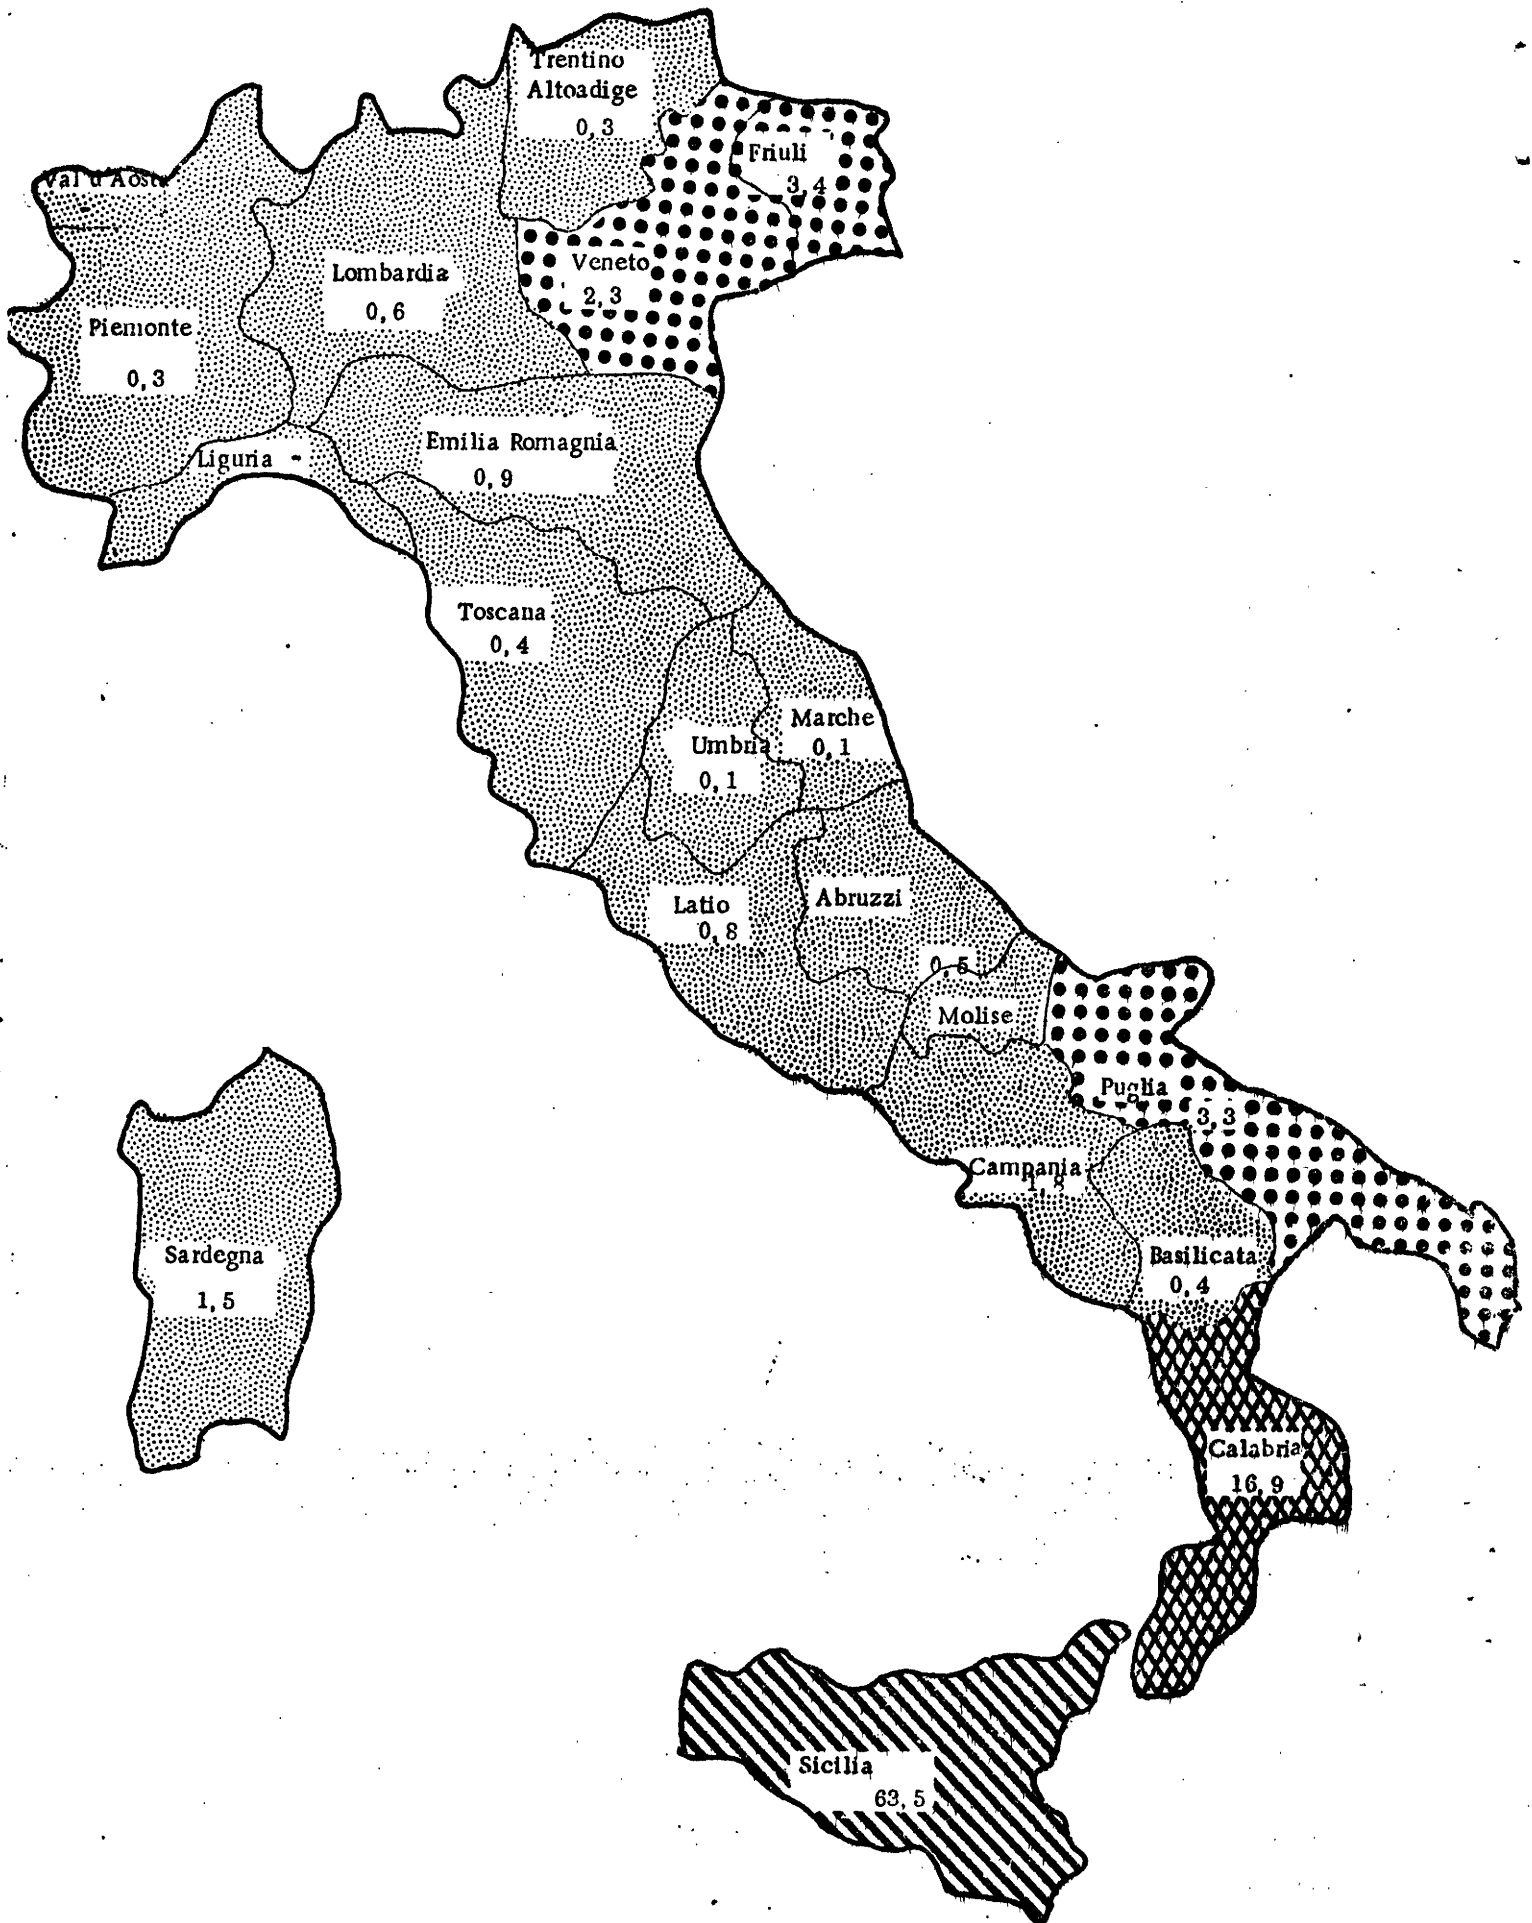 Trentino
Altoadige
0,3
Friuli
3,4
Val d'Aosta
Veneto
2,3
Lombardia
0,6
Piemonte
0,3
Emilia Romagnia
0,9
Liguria -
Toscana
0,4
Marche
0,1
Umbria
0,1
Abruzzi
Latio
0,8
0,5
Molise
Puglia
3,3
Campania
1,8
Basilicata
0,4
Sardegna
1,5
Calabria
16,9
Sicilia
63,5